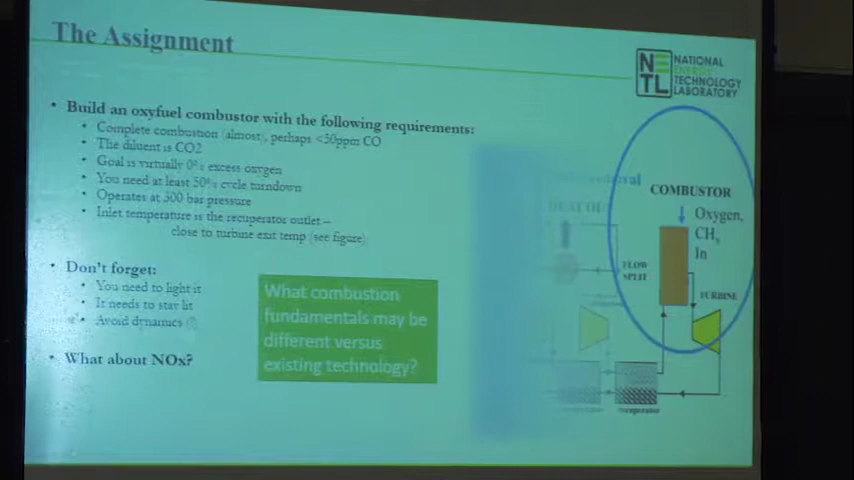 The Assignment
NETL
NATIONAL
ENERGY
TECHNOLOGY
LABORATORY
• Build an oxyfuel combustor with the following requirements:
• Complete combustion (almost), perhaps <50ppm CO
• The diluent is CO2
• Goal is virtually 0% excess oxygen
• You need at least 50% cycle turndown
• Operates at 300 bar pressure
• Inlet temperature is the recuperator outlet –
close to turbine exit temp (see figure)
• Don't forget:
• You need to light it
• It needs to stay lit
• Avoid dynamics (!)
• What about NOx?
What combustion
fundamentals may be
different versus
existing technology?
COMBUSTOR
Oxygen,
CH4
In
HEAT OUT
FLOW
SPLIT
TURBINE
recuperator